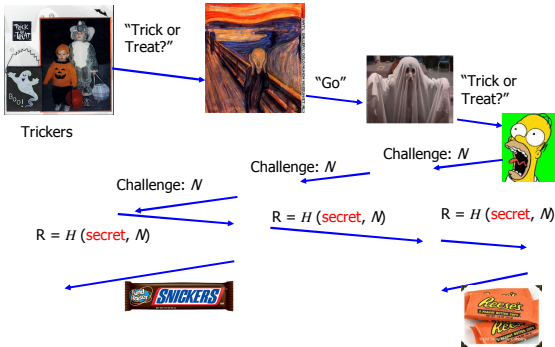 TRICK
or
TREAT
BOO!
"Trick or
Treat?"
"Go"
"Trick or
Treat?"
Trickers
Challenge: N
Challenge: N
Challenge: N
R = H (secret, N)
R = H (secret, N)
R = H (secret, N)
SNICKERS
Reese's